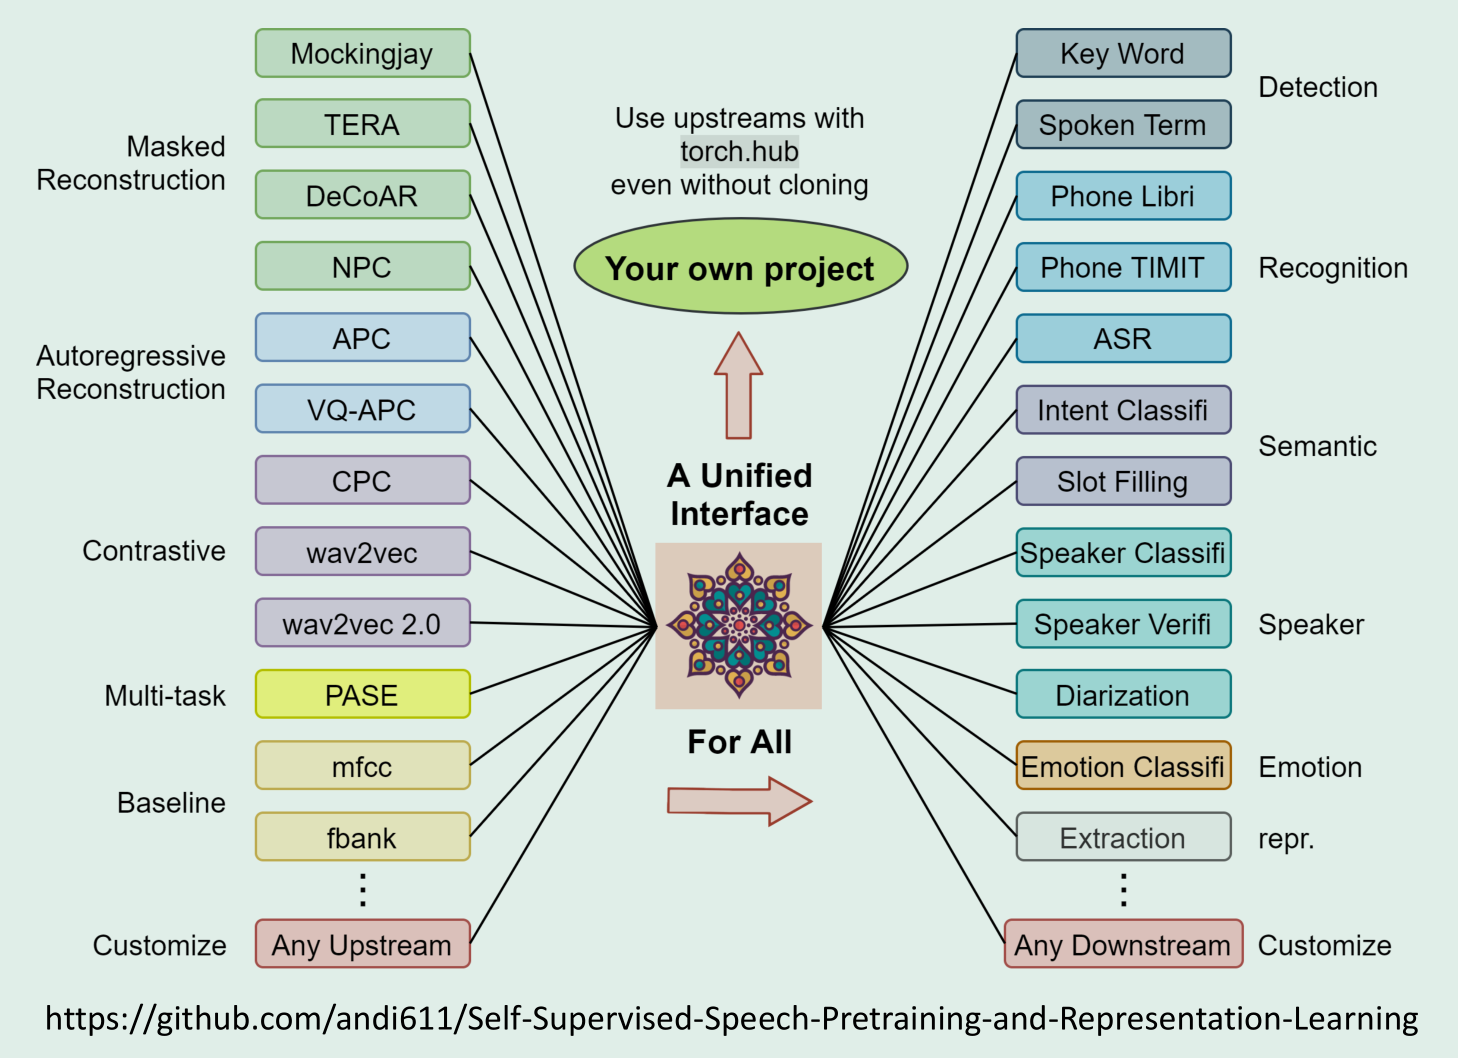 Mockingjay
TERA
DeCoAR
NPC
Masked
Reconstruction
APC
VQ-APC
Autoregressive
Reconstruction
CPC
wav2vec
wav2vec 2.0
Contrastive
PASE
Multi-task
mfcc
fbank
Baseline
⋮
Any Upstream
Customize
Use upstreams with
torch.hub
even without cloning
Your own project
A Unified
Interface
For All
Key Word
Spoken Term
Detection
Phone Libri
Phone TIMIT
ASR
Recognition
Intent Classifi
Slot Filling
Semantic
Speaker Classifi
Speaker Verifi
Diarization
Speaker
Emotion Classifi
Emotion
Extraction
repr.
⋮
Any Downstream
Customize
https://github.com/andi611/Self-Supervised-Speech-Pretraining-and-Representation-Learning